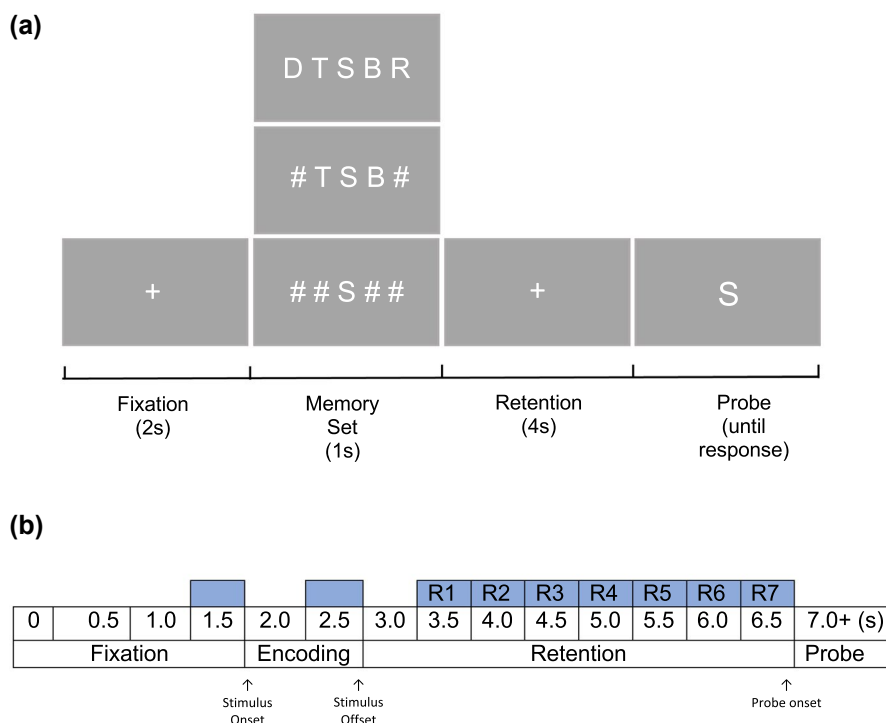 (a)
D T S B R
# T S B #
+
# # S # #
+
S
Fixation
(2s)
Memory
Set
(1s)
Retention
(4s)
Probe
(until
response)
(b)
R1 R2 R3 R4 R5 R6 R7
0 0.5 1.0 1.5 2.0 2.5 3.0 3.5 4.0 4.5 5.0 5.5 6.0 6.5 7.0+ (s)
Fixation Encoding Retention Probe
↑ ↑ ↑
Stimulus
Onset
Stimulus
Offset
Probe onset